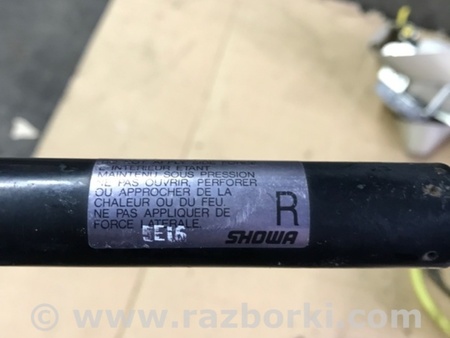 INTERIEUR ETANT
MAINTENU SOUS PRESSION
NE PAS OUVRIR, PERFORER
OU APPROCHER DE LA
CHALEUR OU DU FEU.
NE PAS APPLIQUER DE
FORCE LATERALE.
EE16
R
SHOWA
© www.razborki.com